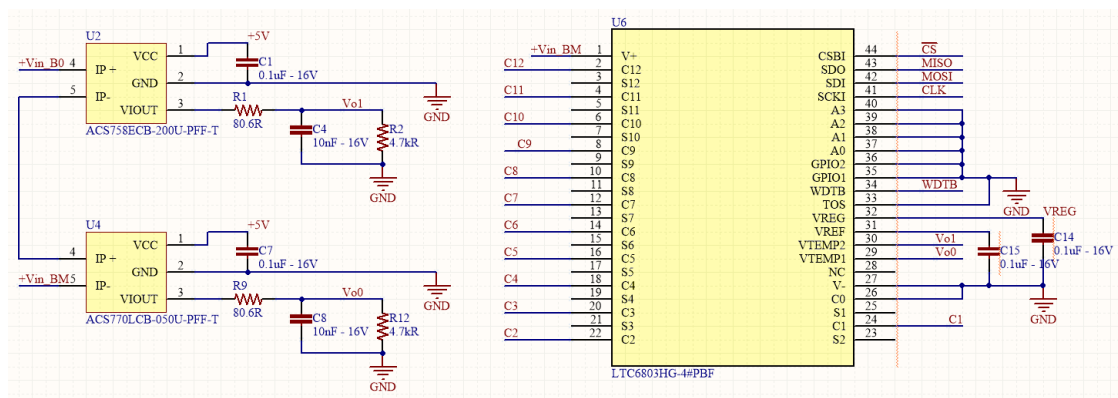 U2
+5V
VCC 1
C1
0.1uF - 16V
+Vin_B0 4 IP +
GND 2
5 IP-
VIOUT 3
R1
80.6R
Vo1
GND
ACS758ECB-200U-PFF-T
C4
10nF - 16V
R2
4.7kR
GND
U4
+5V
VCC 1
C7
0.1uF - 16V
4 IP +
GND 2
+Vin_BM 5 IP-
VIOUT 3
R9
80.6R
Vo0
GND
ACS770LCB-050U-PFF-T
C8
10nF - 16V
R12
4.7kR
GND
U6
+Vin_BM 1 V+ CSBI 44 CS
C12 2 C12 SDO 43 MISO
3 S12 SDI 42 MOSI
C11 4 C11 SCKI 41 CLK
5 S11 A3 40
C10 6 C10 A2 39
7 S10 A1 38
C9 8 C9 A0 37
9 S9 GPIO2 36
C8 10 C8 GPIO1 35
11 S8 WDTB 34 WDTB
C7 12 C7 TOS 33
GND
VREG
13 S7 VREG 32
C6 14 C6 VREF 31
15 S6 VTEMP2 30 Vo1
C5 16 C5 VTEMP1 29 Vo0
C15
0.1uF - 16V
C14
0.1uF - 16V
17 S5 NC 28
C4 18 C4 V- 27
19 S4 C0 26
C3 20 C3 S1 25
GND
21 S3 C1 24 C1
C2 22 C2 S2 23
LTC6803HG-4#PBF